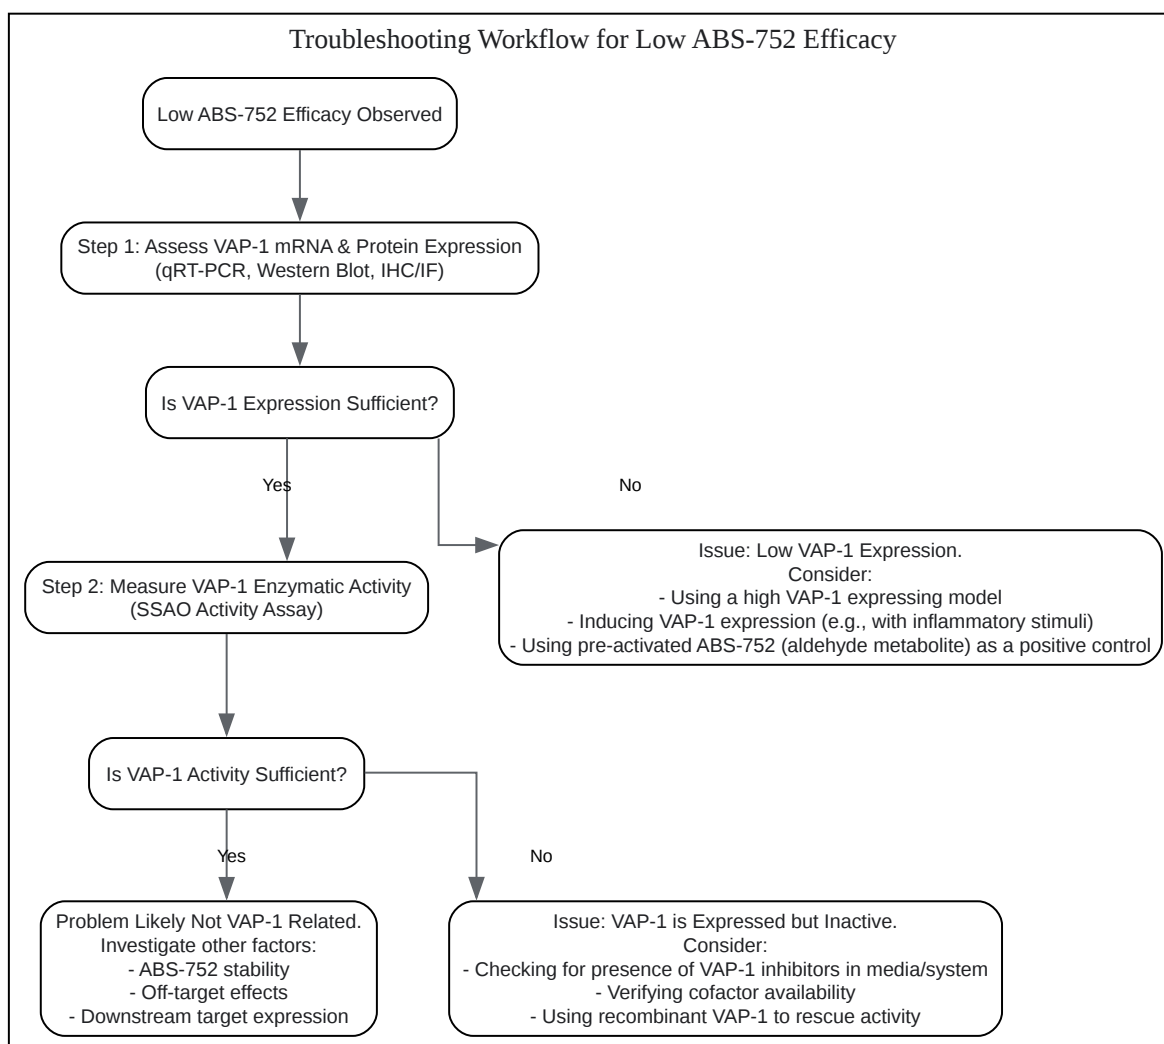 Troubleshooting Workflow for Low ABS-752 Efficacy
Low ABS-752 Efficacy Observed
Step 1: Assess VAP-1 mRNA & Protein Expression
(qRT-PCR, Western Blot, IHC/IF)
Is VAP-1 Expression Sufficient?
Yes
No
Issue: Low VAP-1 Expression.
Consider:
- Using a high VAP-1 expressing model
- Inducing VAP-1 expression (e.g., with inflammatory stimuli)
- Using pre-activated ABS-752 (aldehyde metabolite) as a positive control
Step 2: Measure VAP-1 Enzymatic Activity
(SSAO Activity Assay)
Is VAP-1 Activity Sufficient?
Yes
No
Problem Likely Not VAP-1 Related.
Investigate other factors:
- ABS-752 stability
- Off-target effects
- Downstream target expression
Issue: VAP-1 is Expressed but Inactive.
Consider:
- Checking for presence of VAP-1 inhibitors in media/system
- Verifying cofactor availability
- Using recombinant VAP-1 to rescue activity